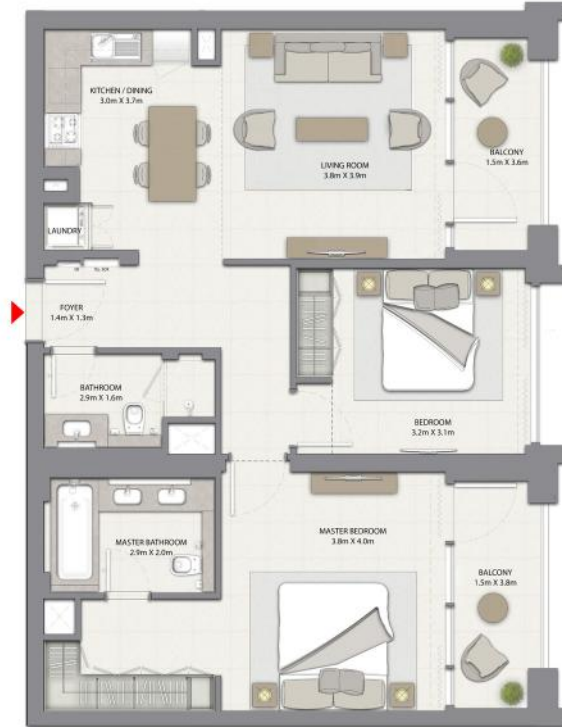 KITCHEN / DINING
3.0m X 3.7m
LIVING ROOM
3.8m X 3.9m
BALCONY
1.5m X 3.6m
LAUNDRY
FOYER
1.4m X 1.3m
BATHROOM
2.9m X 1.6m
BEDROOM
3.2m X 3.1m
MASTER BATHROOM
2.9m X 2.0m
MASTER BEDROOM
3.8m X 4.0m
BALCONY
1.5m X 3.8m